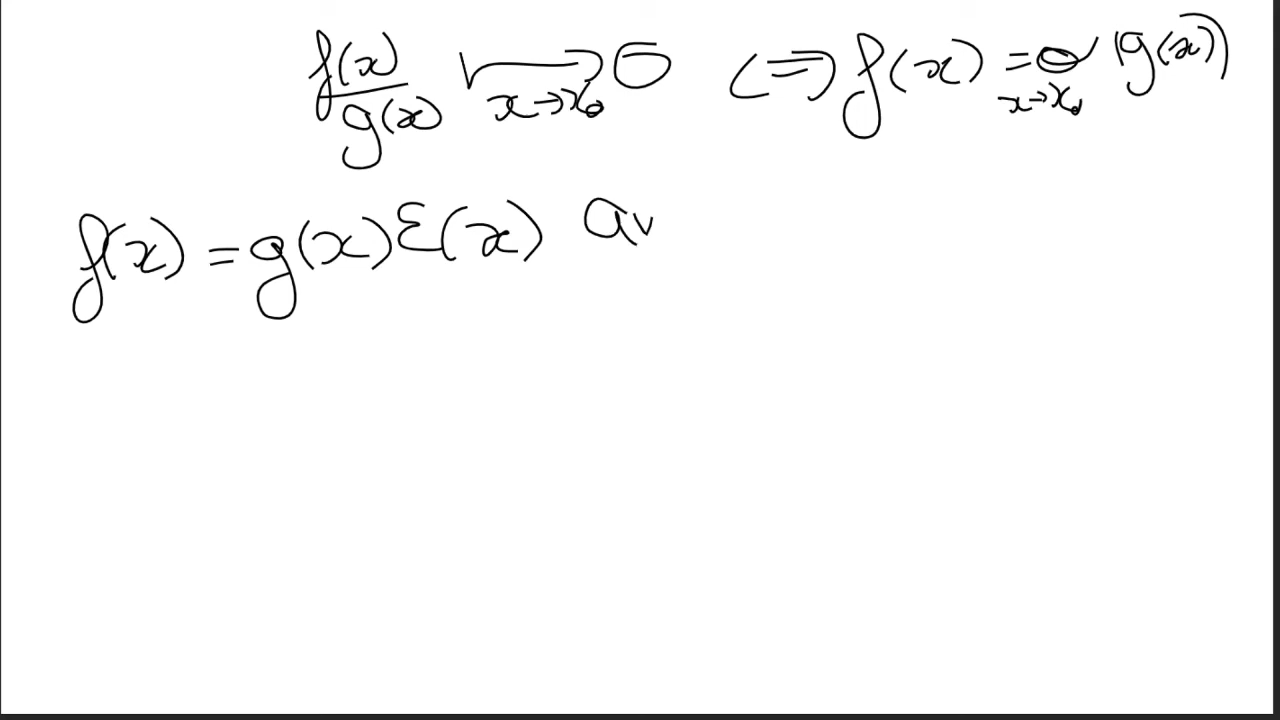 f(x)/g(x) ⟼ 0 x→x₀ ⟺ f(x) = o(g(x)) x→x₀
f(x) = g(x) ε(x) av